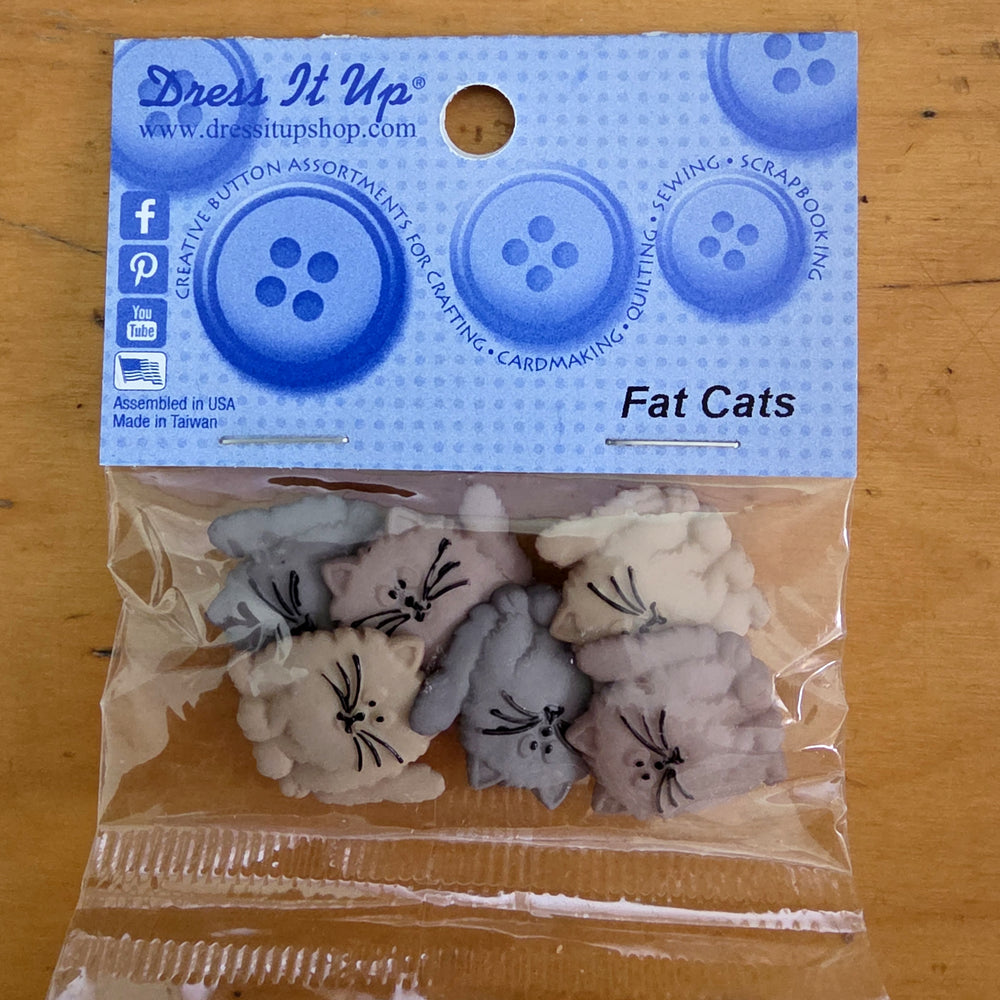 Dress It Up®
www.dressitupshop.com
CREATIVE BUTTON ASSORTMENTS FOR CRAFTING • CARDMAKING • QUILTING • SEWING • SCRAPBOOKING
f
P
You
Tube
Assembled in USA
Made in Taiwan
Fat Cats